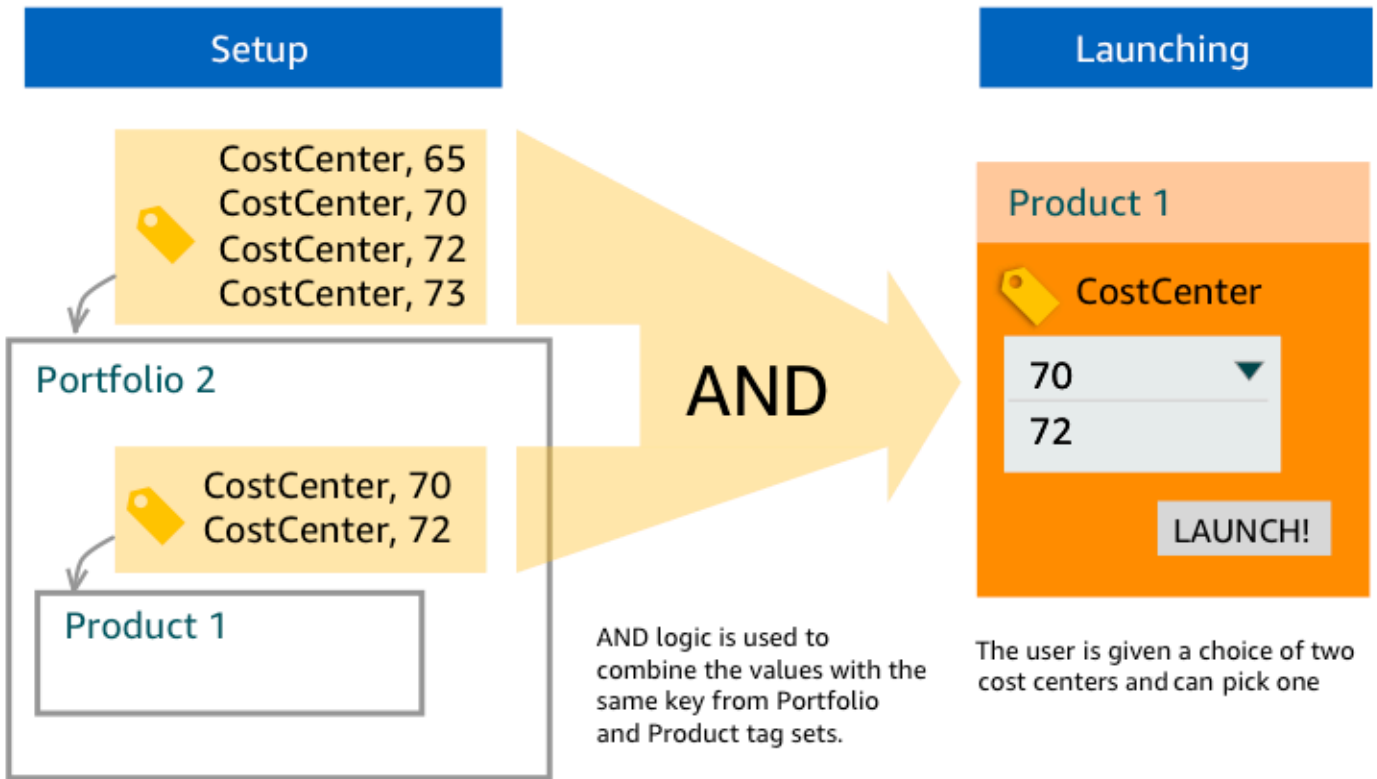 Setup
Launching
CostCenter, 65
CostCenter, 70
CostCenter, 72
CostCenter, 73
Portfolio 2
CostCenter, 70
CostCenter, 72
Product 1
AND
AND logic is used to
combine the values with the
same key from Portfolio
and Product tag sets.
Product 1
CostCenter
70
72
LAUNCH!
The user is given a choice of two
cost centers and can pick one